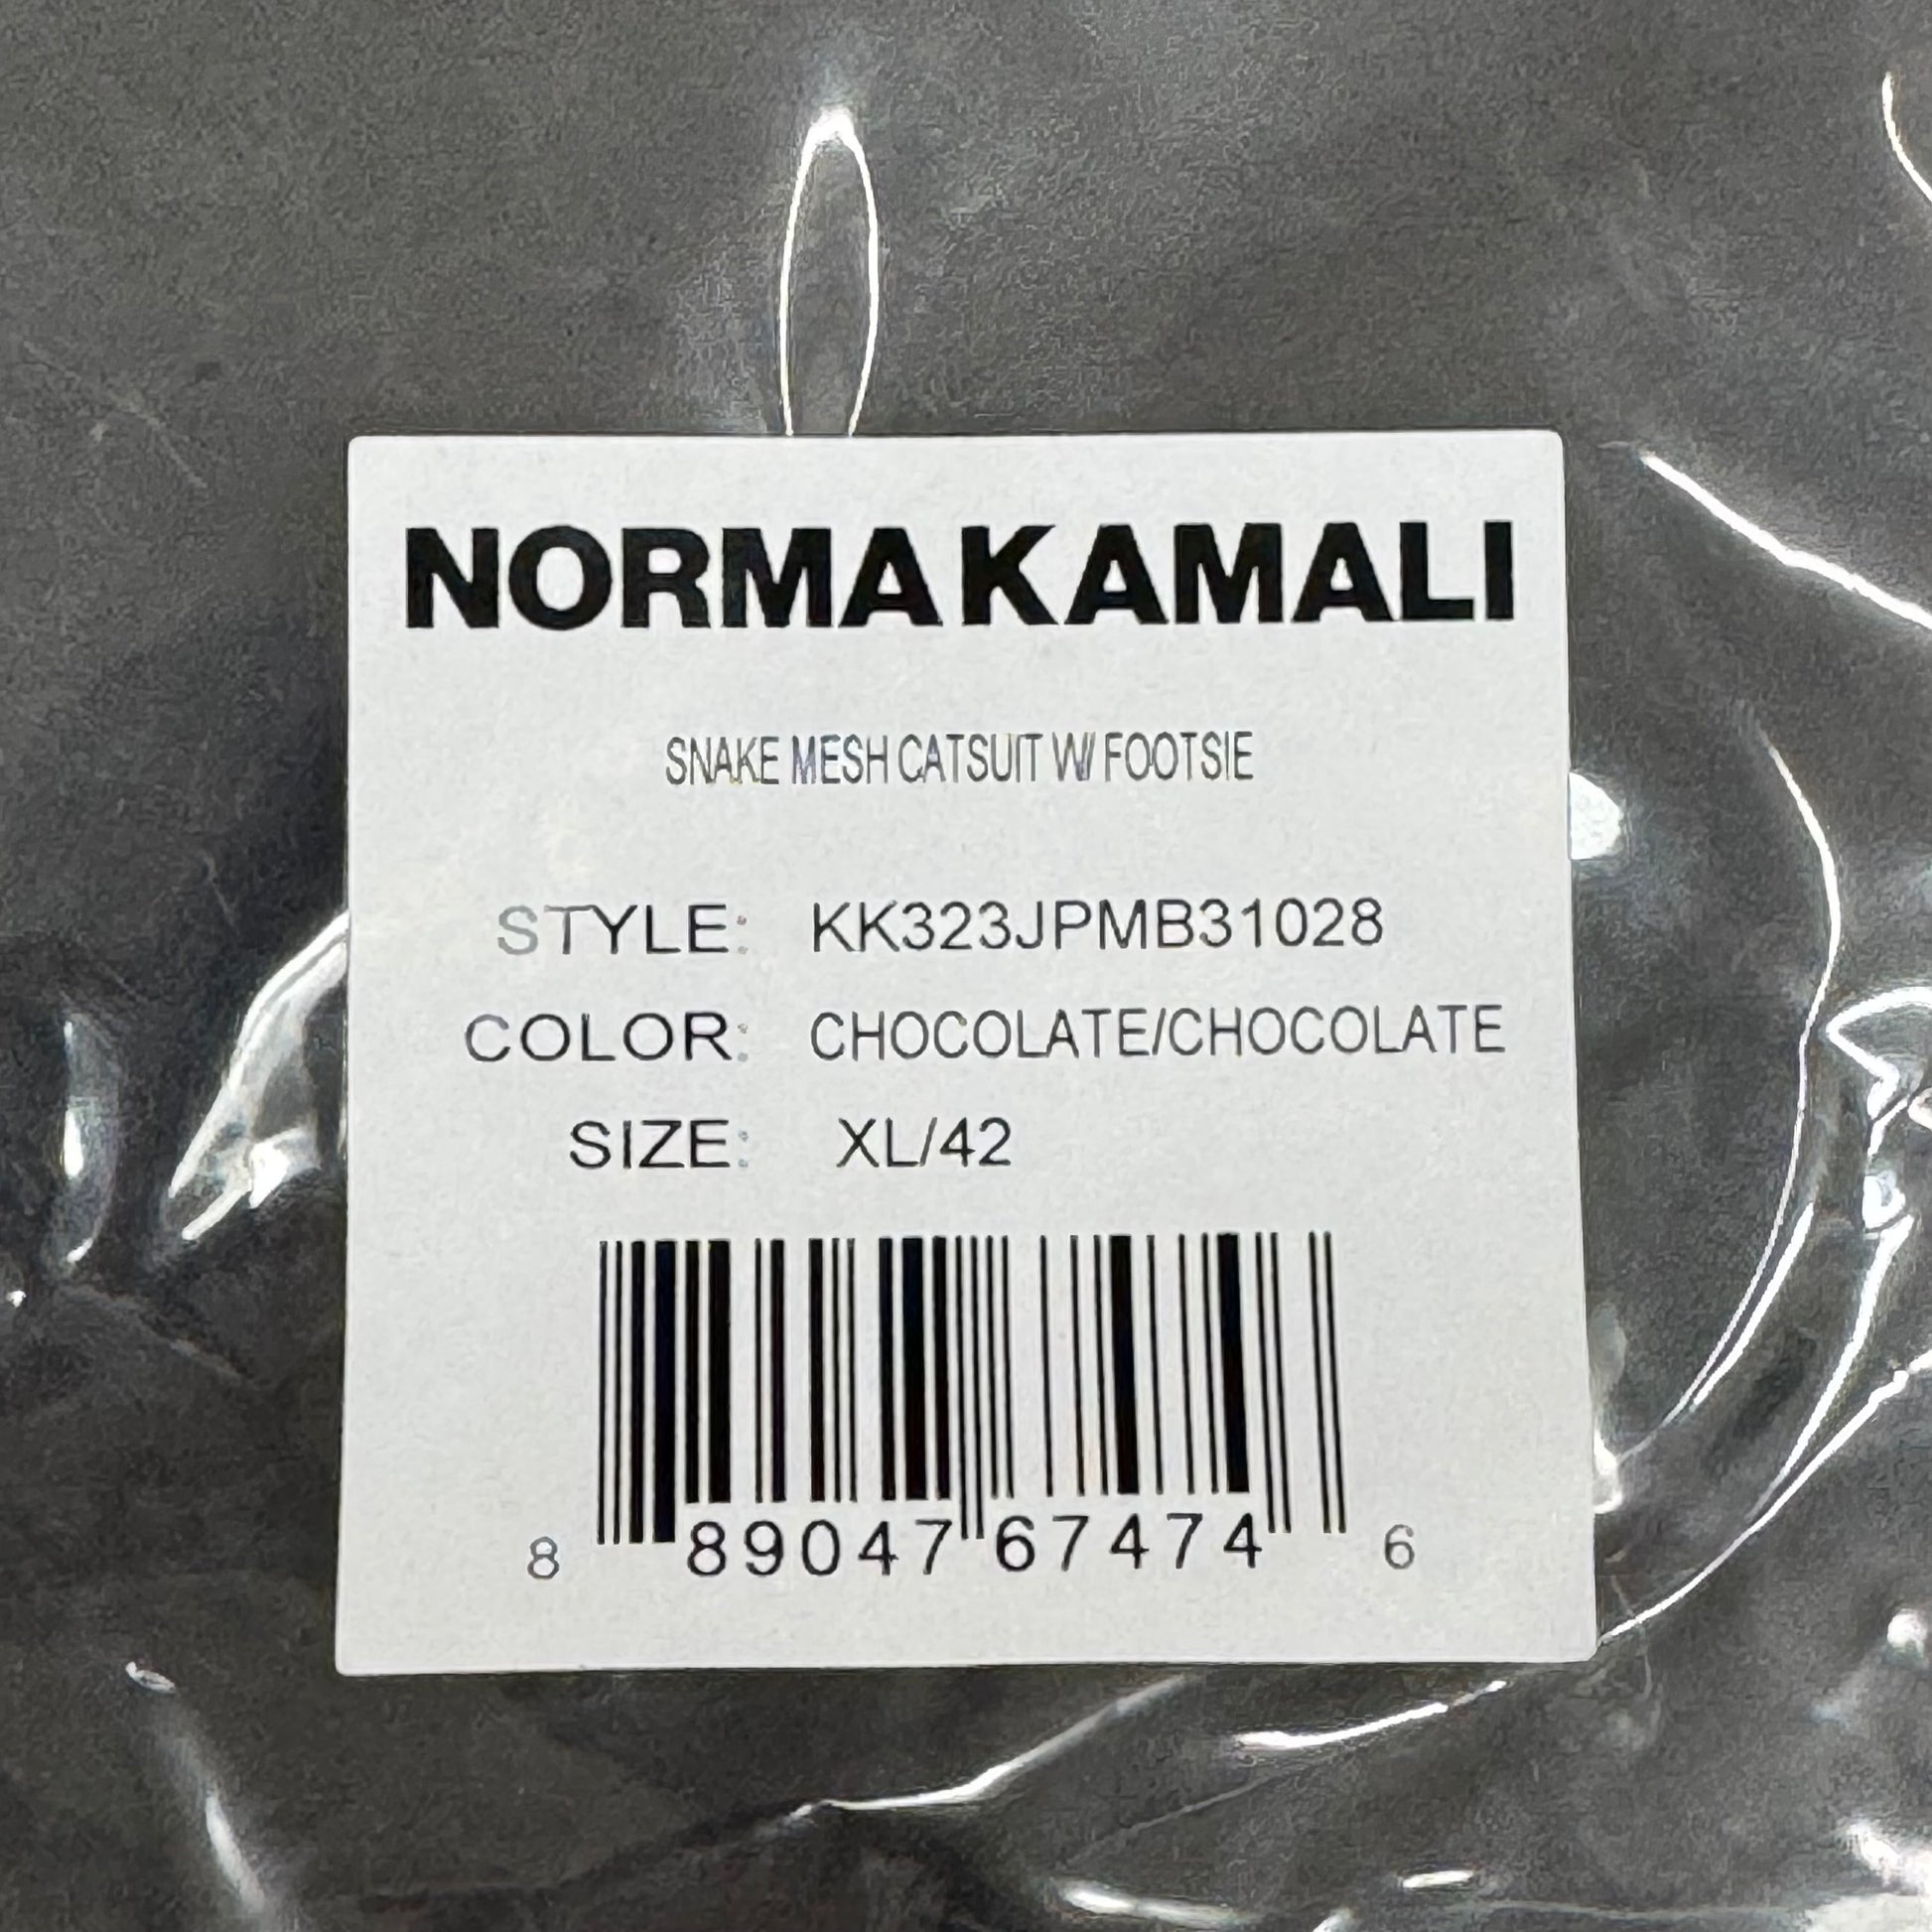 NORMA KAMALI
SNAKE MESH CATSUIT W/ FOOTSIE
STYLE: KK323JPMB31028
COLOR: CHOCOLATE/CHOCOLATE
SIZE: XL/42
8 89047 67474 6